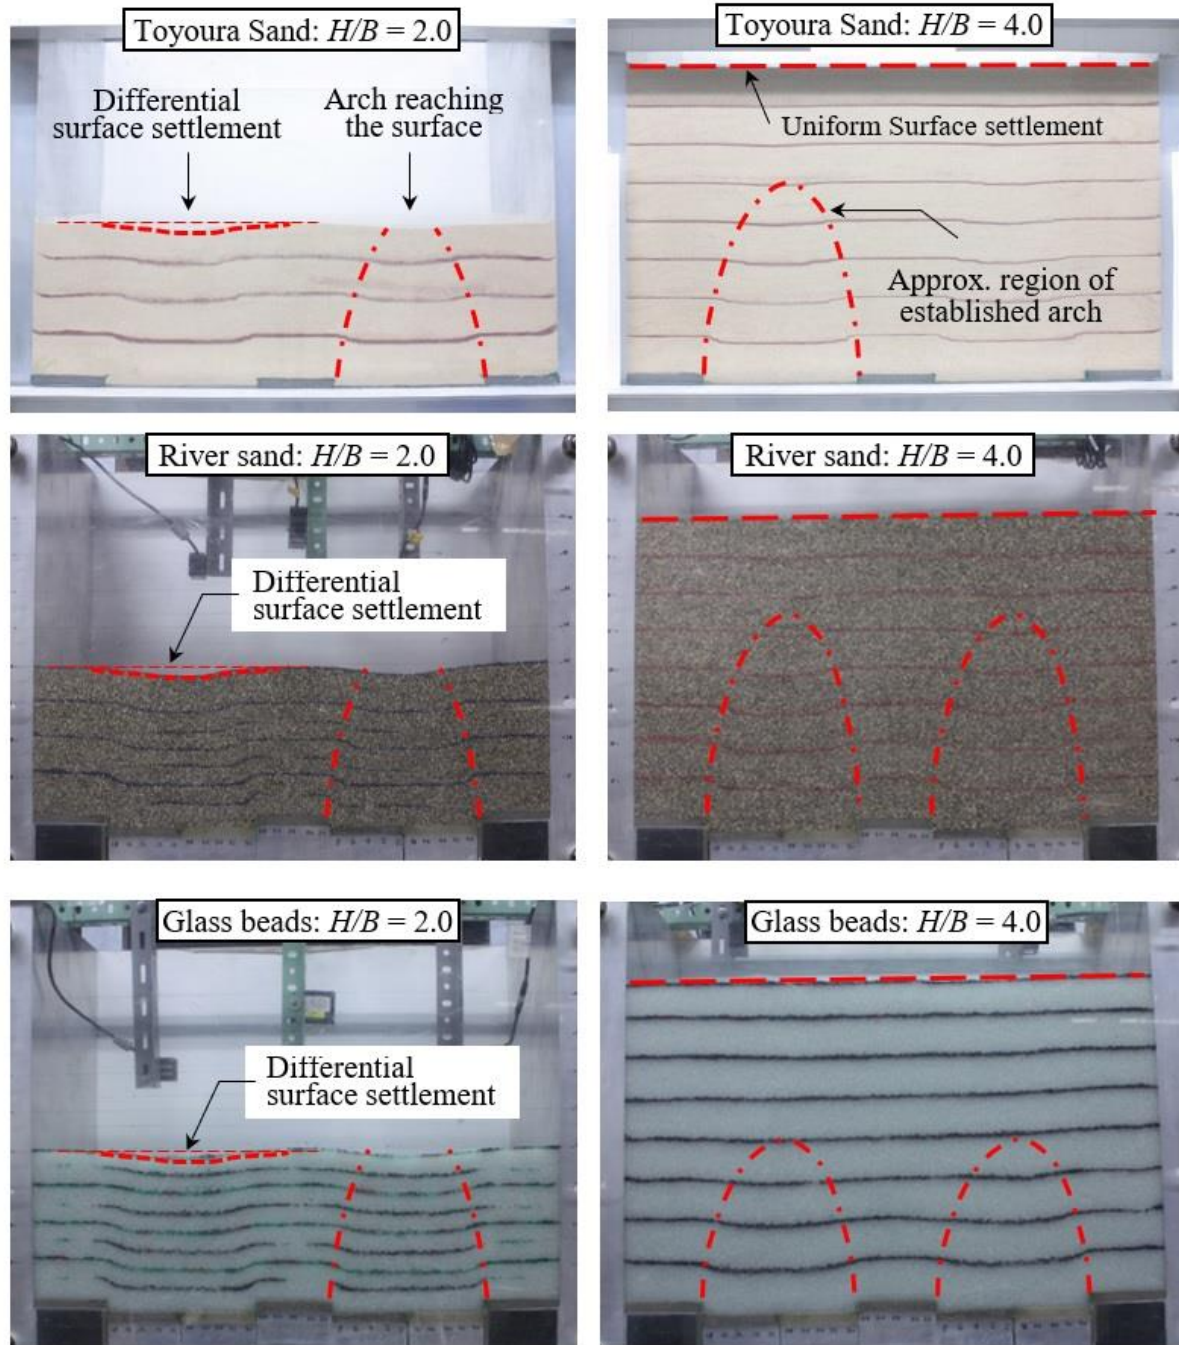 Toyoura Sand: H/B = 2.0
Differential
surface settlement
Arch reaching
the surface
Toyoura Sand: H/B = 4.0
Uniform Surface settlement
Approx. region of
established arch
River sand: H/B = 2.0
Differential
surface settlement
River sand: H/B = 4.0
Glass beads: H/B = 2.0
Differential
surface settlement
Glass beads: H/B = 4.0